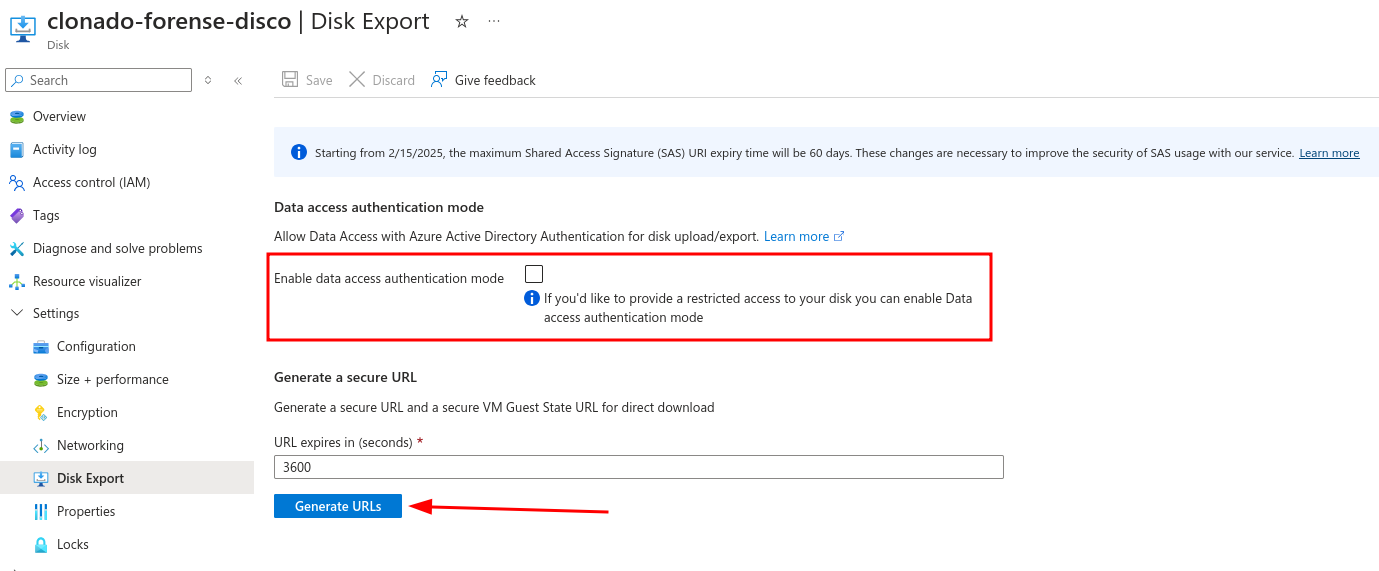 clonado-forense-disco | Disk Export
Disk
Search
Save
Discard
Give feedback
Overview
Activity log
Access control (IAM)
Tags
Diagnose and solve problems
Resource visualizer
Settings
Configuration
Size + performance
Encryption
Networking
Disk Export
Properties
Locks
Starting from 2/15/2025, the maximum Shared Access Signature (SAS) URI expiry time will be 60 days. These changes are necessary to improve the security of SAS usage with our service. Learn more
Data access authentication mode
Allow Data Access with Azure Active Directory Authentication for disk upload/export. Learn more
Enable data access authentication mode
If you'd like to provide a restricted access to your disk you can enable Data
access authentication mode
Generate a secure URL
Generate a secure URL and a secure VM Guest State URL for direct download
URL expires in (seconds) *
3600
Generate URLs